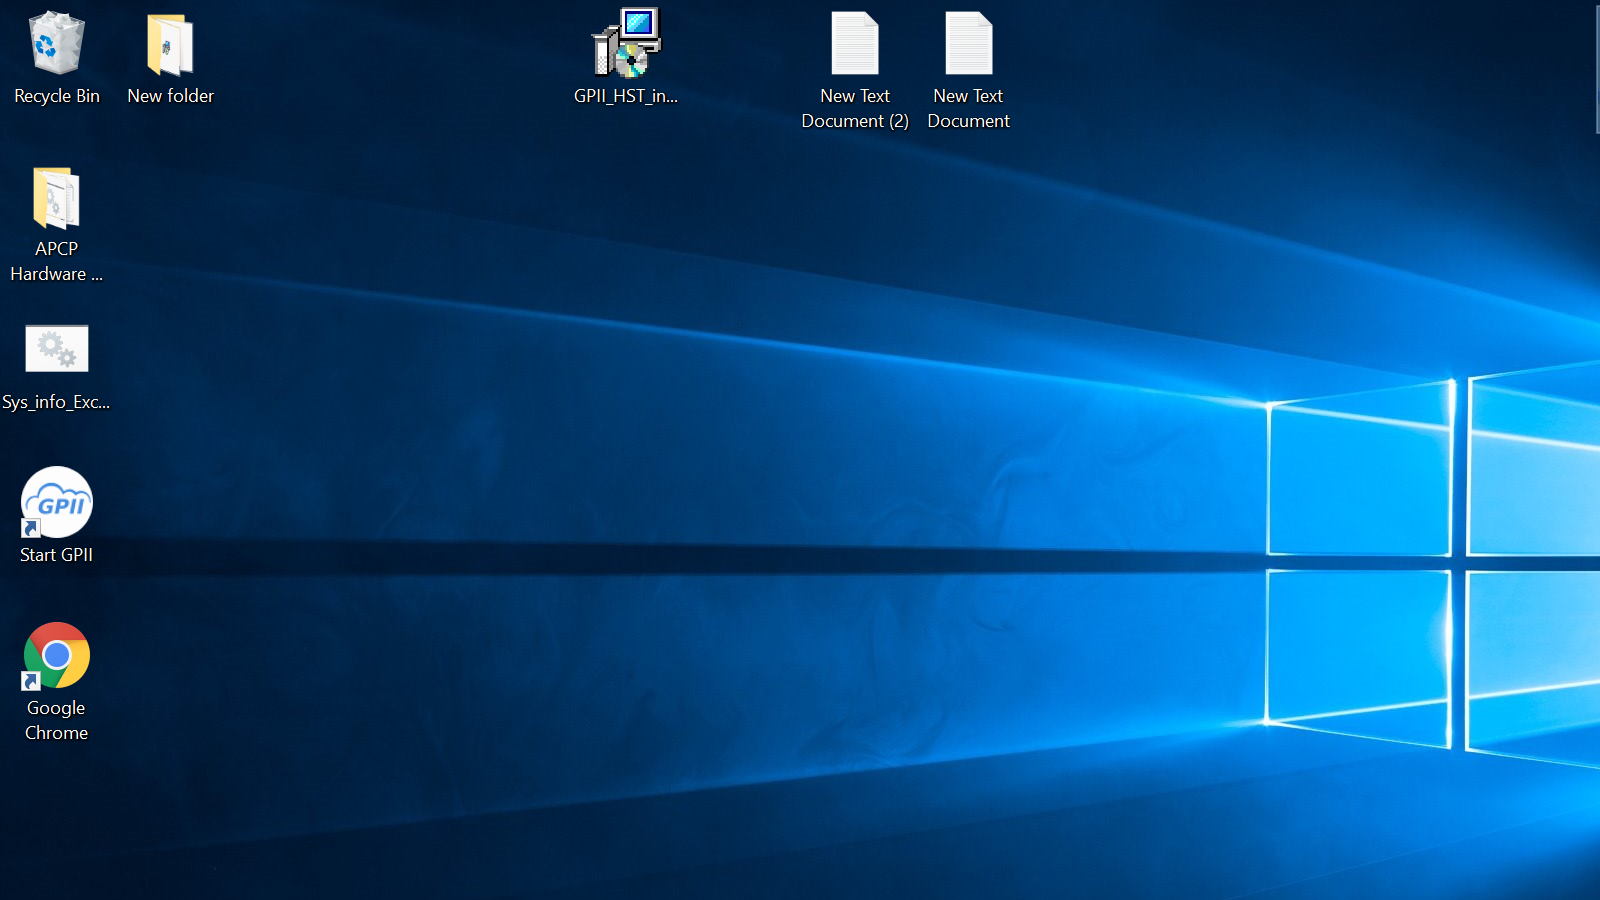 Recycle Bin
New folder
GPII_HST_in...
New Text
Document (2)
New Text
Document
APCP
Hardware ...
Sys_info_Exc...
GPII
Start GPII
Google
Chrome